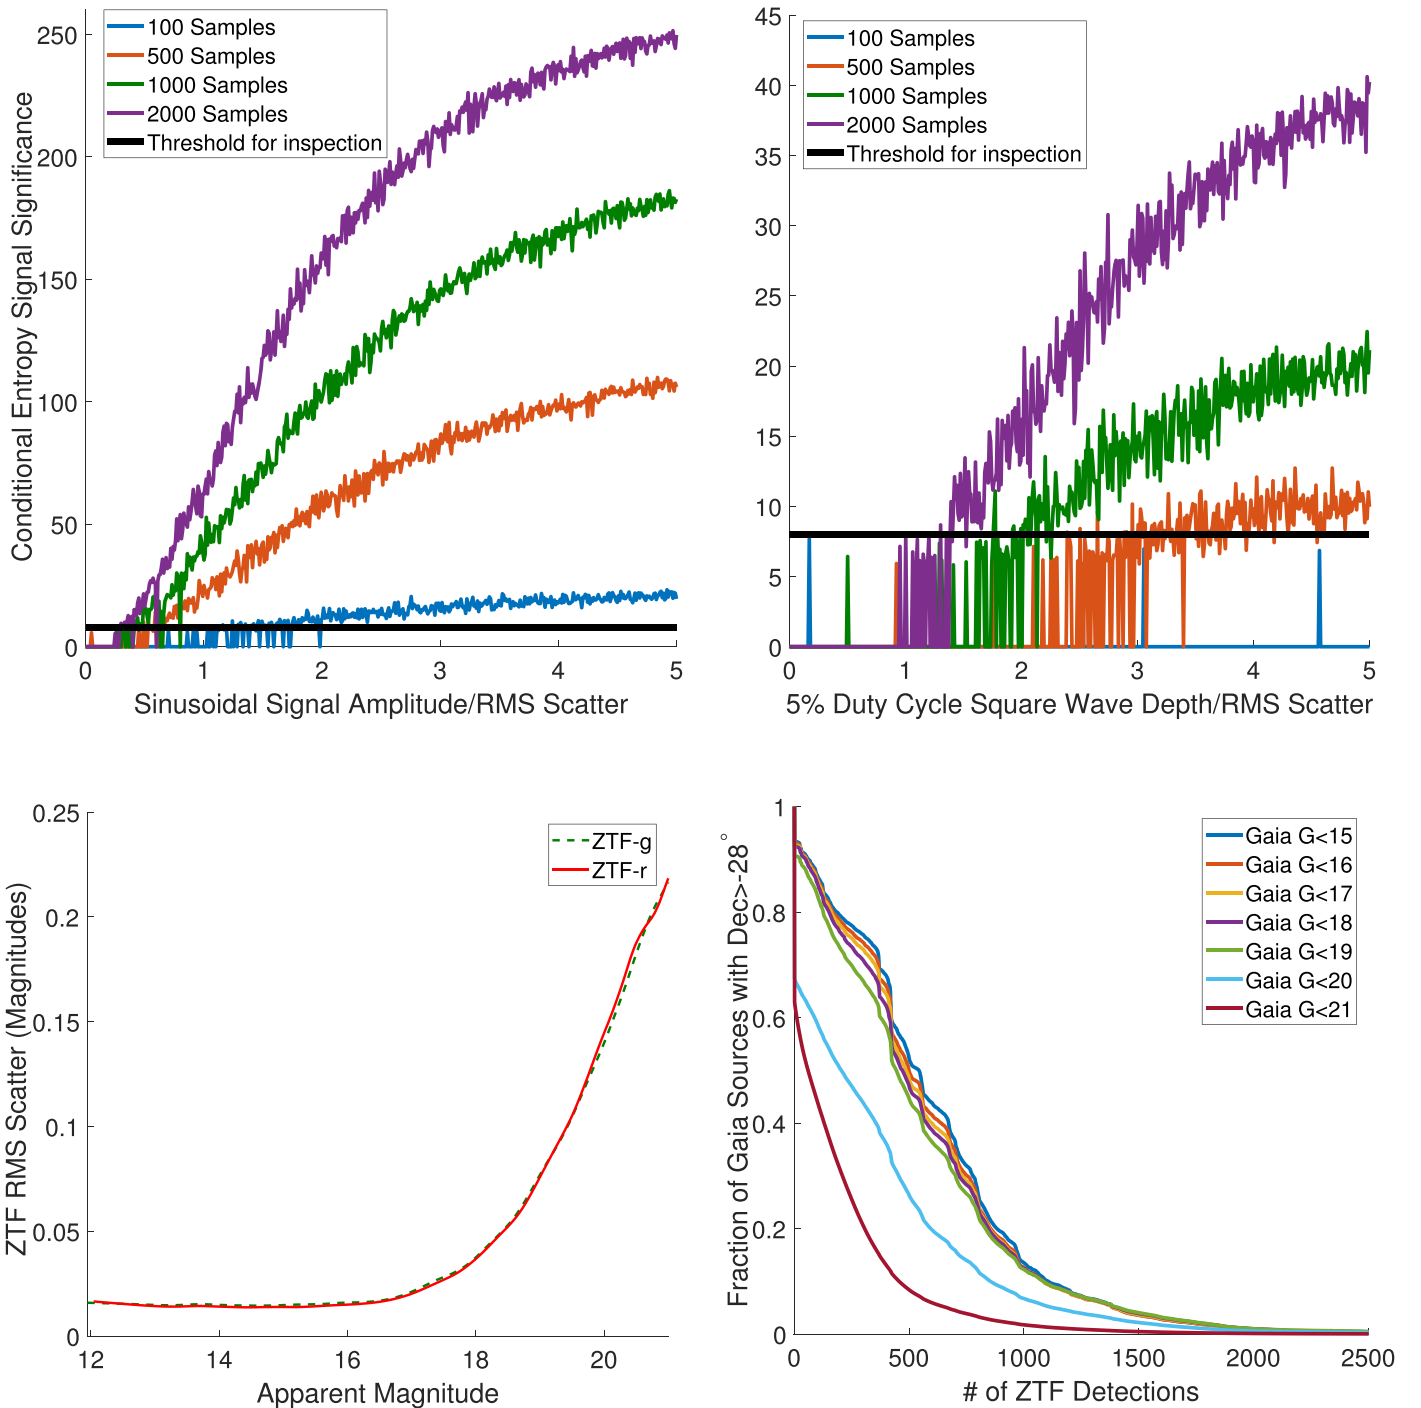 100 Samples
500 Samples
1000 Samples
2000 Samples
Threshold for inspection
Conditional Entropy Signal Significance
250
200
150
100
50
0
0 1 2 3 4 5
Sinusoidal Signal Amplitude/RMS Scatter
100 Samples
500 Samples
1000 Samples
2000 Samples
Threshold for inspection
45
40
35
30
25
20
15
10
5
0
0 1 2 3 4 5
5% Duty Cycle Square Wave Depth/RMS Scatter
ZTF-g
ZTF-r
ZTF RMS Scatter (Magnitudes)
0.25
0.2
0.15
0.1
0.05
0
12 14 16 18 20
Apparent Magnitude
Gaia G<15
Gaia G<16
Gaia G<17
Gaia G<18
Gaia G<19
Gaia G<20
Gaia G<21
Fraction of Gaia Sources with Dec>-28°
1
0.8
0.6
0.4
0.2
0
0 500 1000 1500 2000 2500
# of ZTF Detections